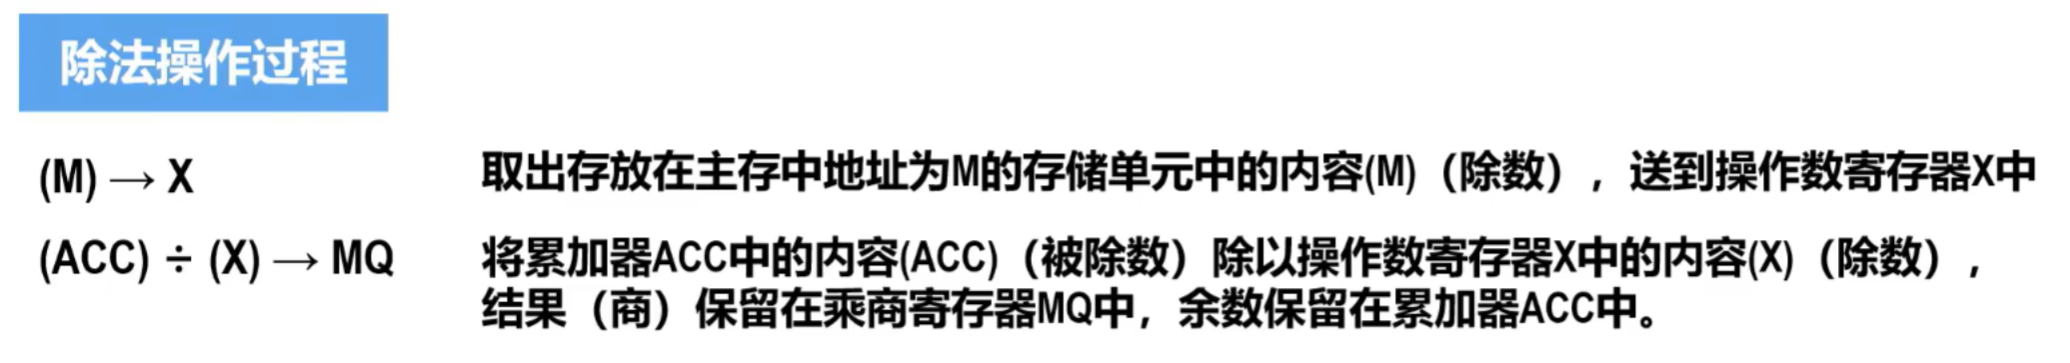 除法操作过程
(M) → X
取出存放在主存中地址为M的存储单元中的内容(M)（除数），送到操作数寄存器X中
(ACC) ÷ (X) → MQ
将累加器ACC中的内容(ACC)（被除数）除以操作数寄存器X中的内容(X)（除数），
结果（商）保留在乘商寄存器MQ中，余数保留在累加器ACC中。